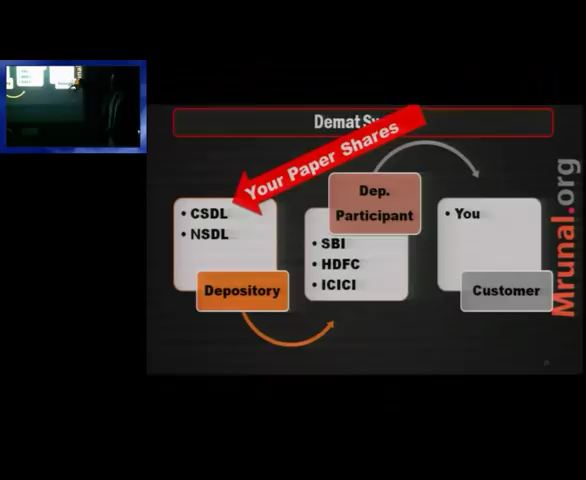 Demat
Your Paper Shares
Dep.
Participant
• CSDL
• NSDL
Depository
• SBI
• HDFC
• ICICI
• You
Customer
Mrunal.org